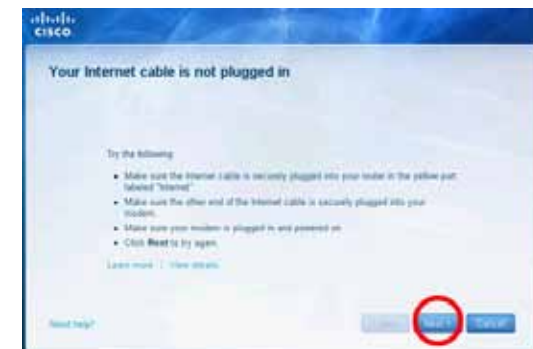 cisco
Your Internet cable is not plugged in
Try the following:
• Make sure the Internet cable is securely plugged into your router in the yellow port
labeled "Internet"
• Make sure the other end of the Internet cable is securely plugged into your
modem.
• Make sure your modem is plugged in and powered on
• Click Next to try again.
Learn more | View details
Need help?
Next
Cancel